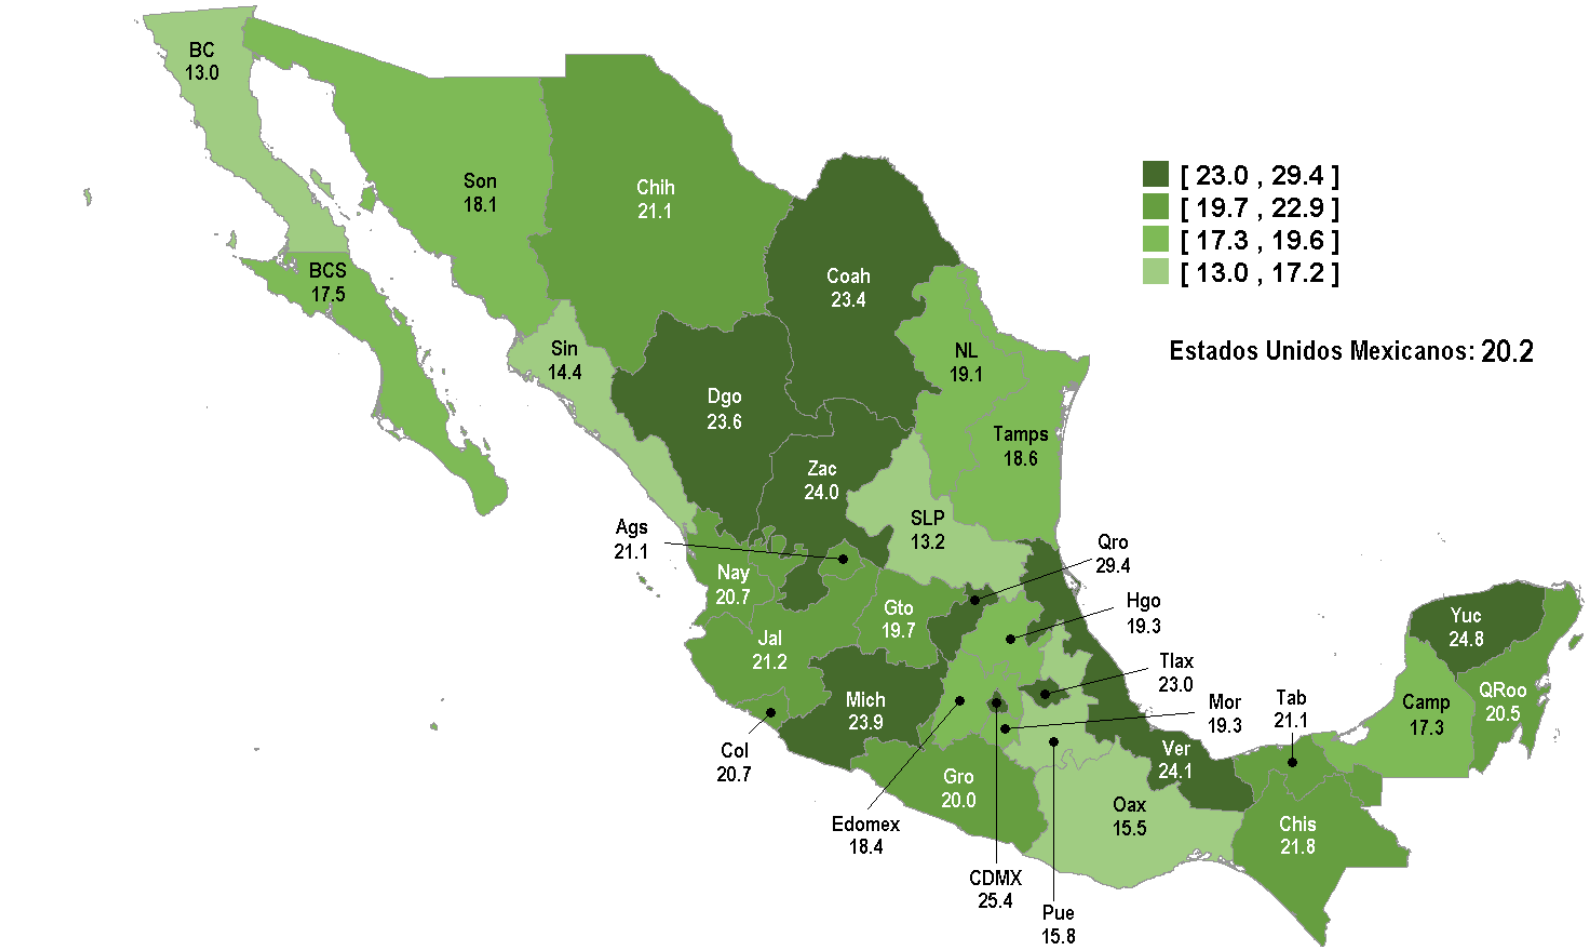 BC
13.0
Son
18.1
Chih
21.1
[ 23.0 , 29.4 ]
[ 19.7 , 22.9 ]
[ 17.3 , 19.6 ]
[ 13.0 , 17.2 ]
BCS
17.5
Coah
23.4
Estados Unidos Mexicanos: 20.2
Sin
14.4
NL
19.1
Dgo
23.6
Tamps
18.6
Zac
24.0
SLP
13.2
Ags
21.1
Qro
29.4
Nay
20.7
Gto
19.7
Hgo
19.3
Yuc
24.8
Jal
21.2
Tlax
23.0
Mich
23.9
Mor
19.3
Tab
21.1
Camp
17.3
QRoo
20.5
Col
20.7
Ver
24.1
Gro
20.0
Oax
15.5
Edomex
18.4
Chis
21.8
CDMX
25.4
Pue
15.8